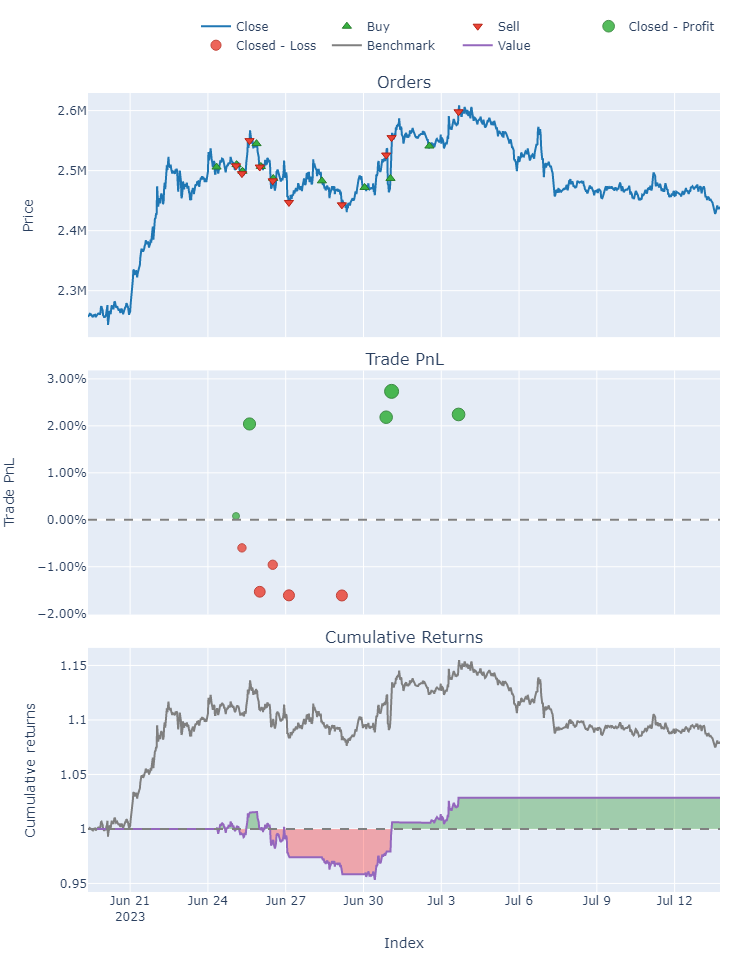 Close Buy Sell Closed - Profit
Closed - Loss Benchmark Value
Orders
2.6M
2.5M
2.4M
2.3M
Price
Trade PnL
3.00%
2.00%
1.00%
0.00%
−1.00%
−2.00%
Trade PnL
Cumulative Returns
1.15
1.1
1.05
1
0.95
Cumulative returns
Jun 21 Jun 24 Jun 27 Jun 30 Jul 3 Jul 6 Jul 9 Jul 12
2023
Index